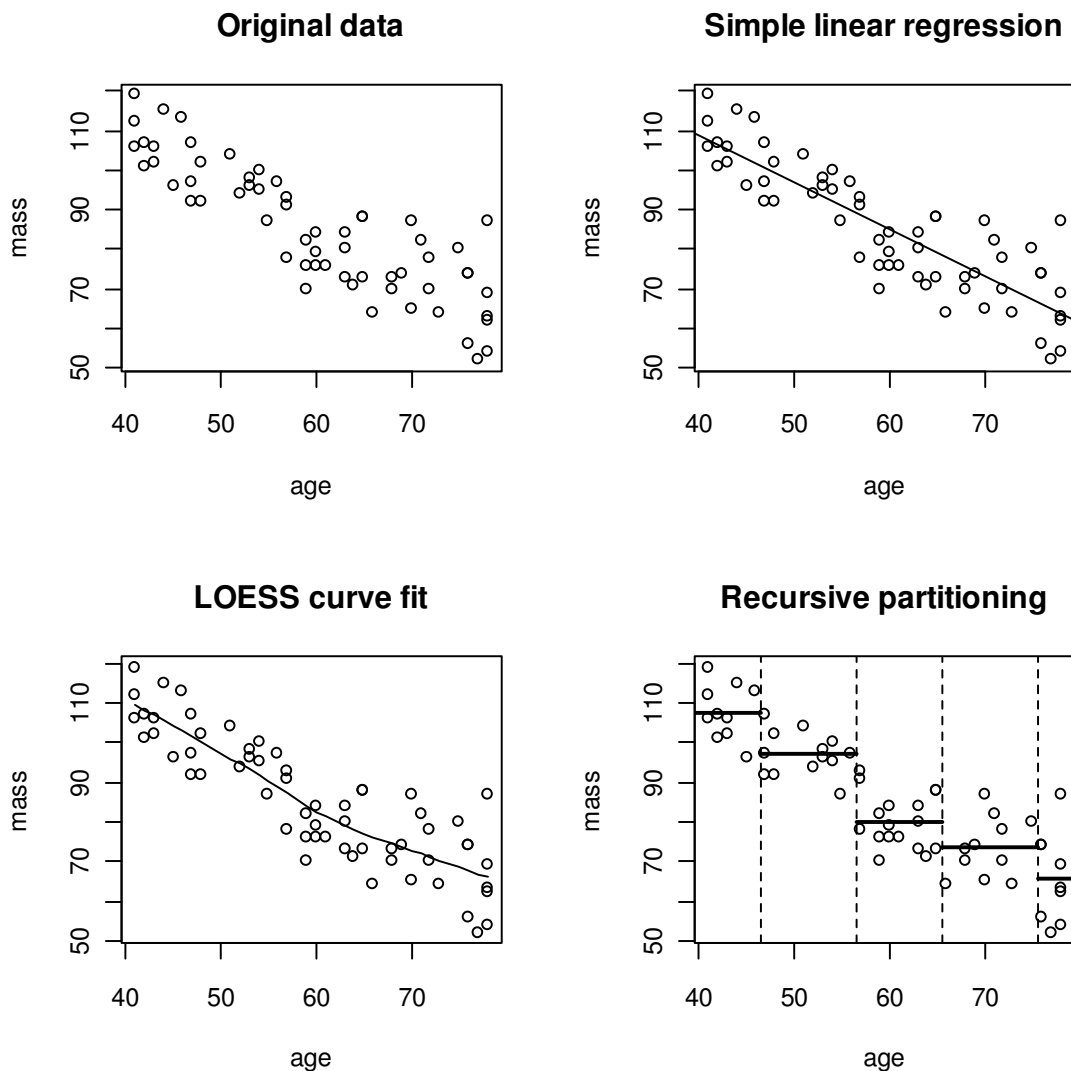 Original data
110
90
70
50
mass
40 50 60 70
age
Simple linear regression
110
90
70
50
mass
40 50 60 70
age
LOESS curve fit
110
90
70
50
mass
40 50 60 70
age
Recursive partitioning
110
90
70
50
mass
40 50 60 70
age